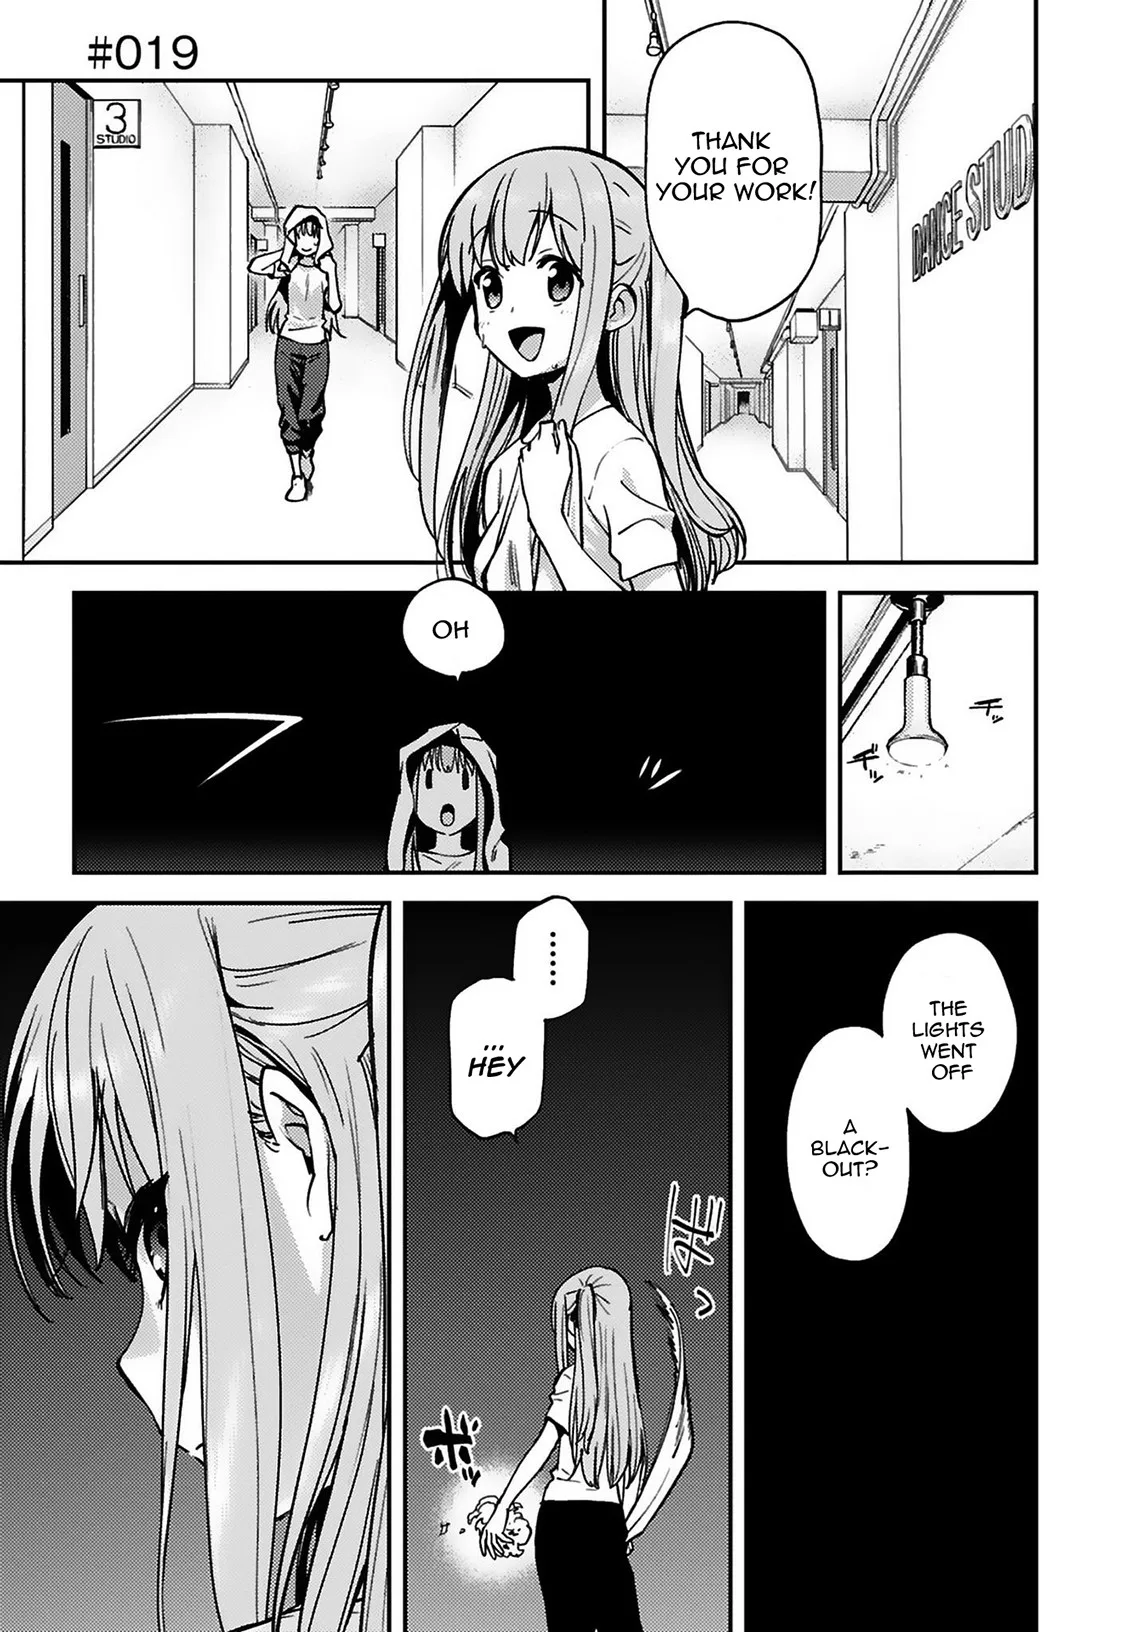 #019
THANK
YOU FOR
YOUR WORK!
DANCE STUD
3
STUDIO
チッ
ギッ
OH
THE
LIGHTS
WENT
OFF
A
BLACK-
OUT?
........
...
HEY
ボッ